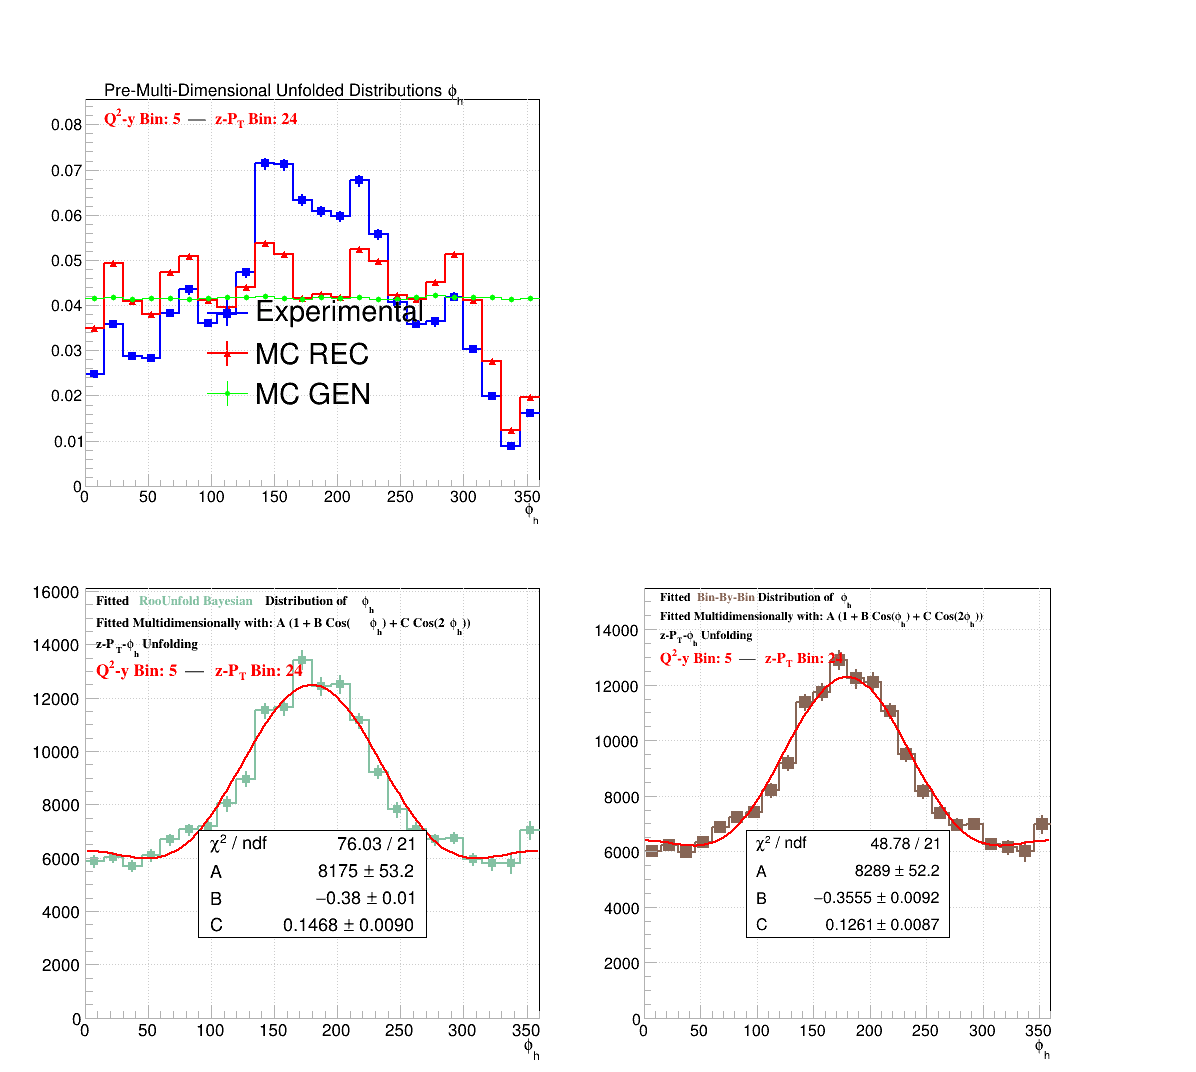 Pre-Multi-Dimensional Unfolded Distributions ϕh
Q²-y Bin: 5 — z-PT Bin: 24
0.08
0.07
0.06
0.05
0.04
0.03
0.02
0.01
0
Experimental
MC REC
MC GEN
0 50 100 150 200 250 300 350
ϕh
Fitted RooUnfold Bayesian Distribution of ϕh
Fitted Multidimensionally with: A (1 + B Cos( ϕh) + C Cos(2 ϕh))
z-PT-ϕh Unfolding
Q²-y Bin: 5 — z-PT Bin: 24
16000
14000
12000
10000
8000
6000
4000
2000
0
χ² / ndf 76.03 / 21
A 8175 ± 53.2
B −0.38 ± 0.01
C 0.1468 ± 0.0090
0 50 100 150 200 250 300 350
ϕh
Fitted Bin-By-Bin Distribution of ϕh
Fitted Multidimensionally with: A (1 + B Cos(ϕh) + C Cos(2ϕh))
z-PT-ϕh Unfolding
Q²-y Bin: 5 — z-PT Bin: 24
14000
12000
10000
8000
6000
4000
2000
0
χ² / ndf 48.78 / 21
A 8289 ± 52.2
B −0.3555 ± 0.0092
C 0.1261 ± 0.0087
0 50 100 150 200 250 300 350
ϕh